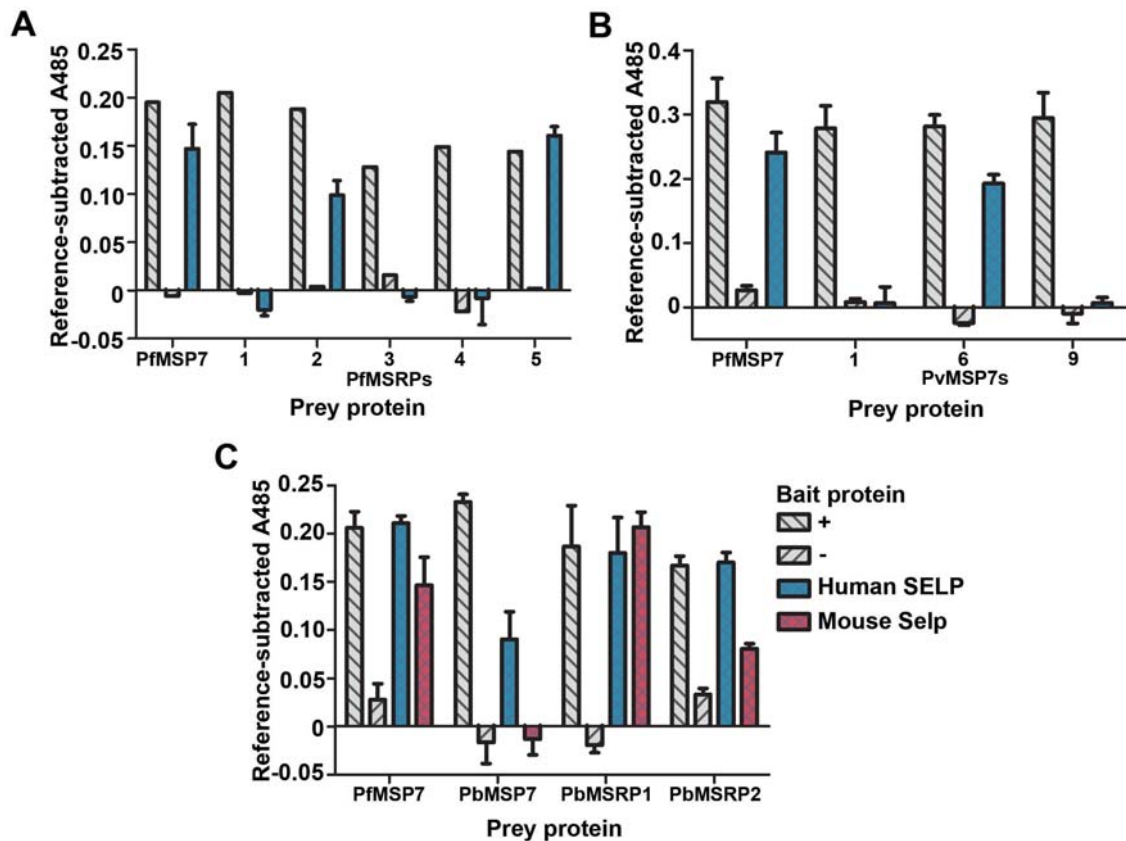 A
Reference-subtracted A485
0.25
0.20
0.15
0.10
0.05
0
-0.05
PfMSP7 1 2 3 4 5
PfMSRPs
Prey protein
B
Reference-subtracted A485
0.4
0.3
0.2
0.1
0
PfMSP7 1 6 9
PvMSP7s
Prey protein
C
Reference-subtracted A485
0.25
0.20
0.15
0.10
0.05
0
-0.05
PfMSP7 PbMSP7 PbMSRP1 PbMSRP2
Prey protein
Bait protein
+
-
Human SELP
Mouse Selp